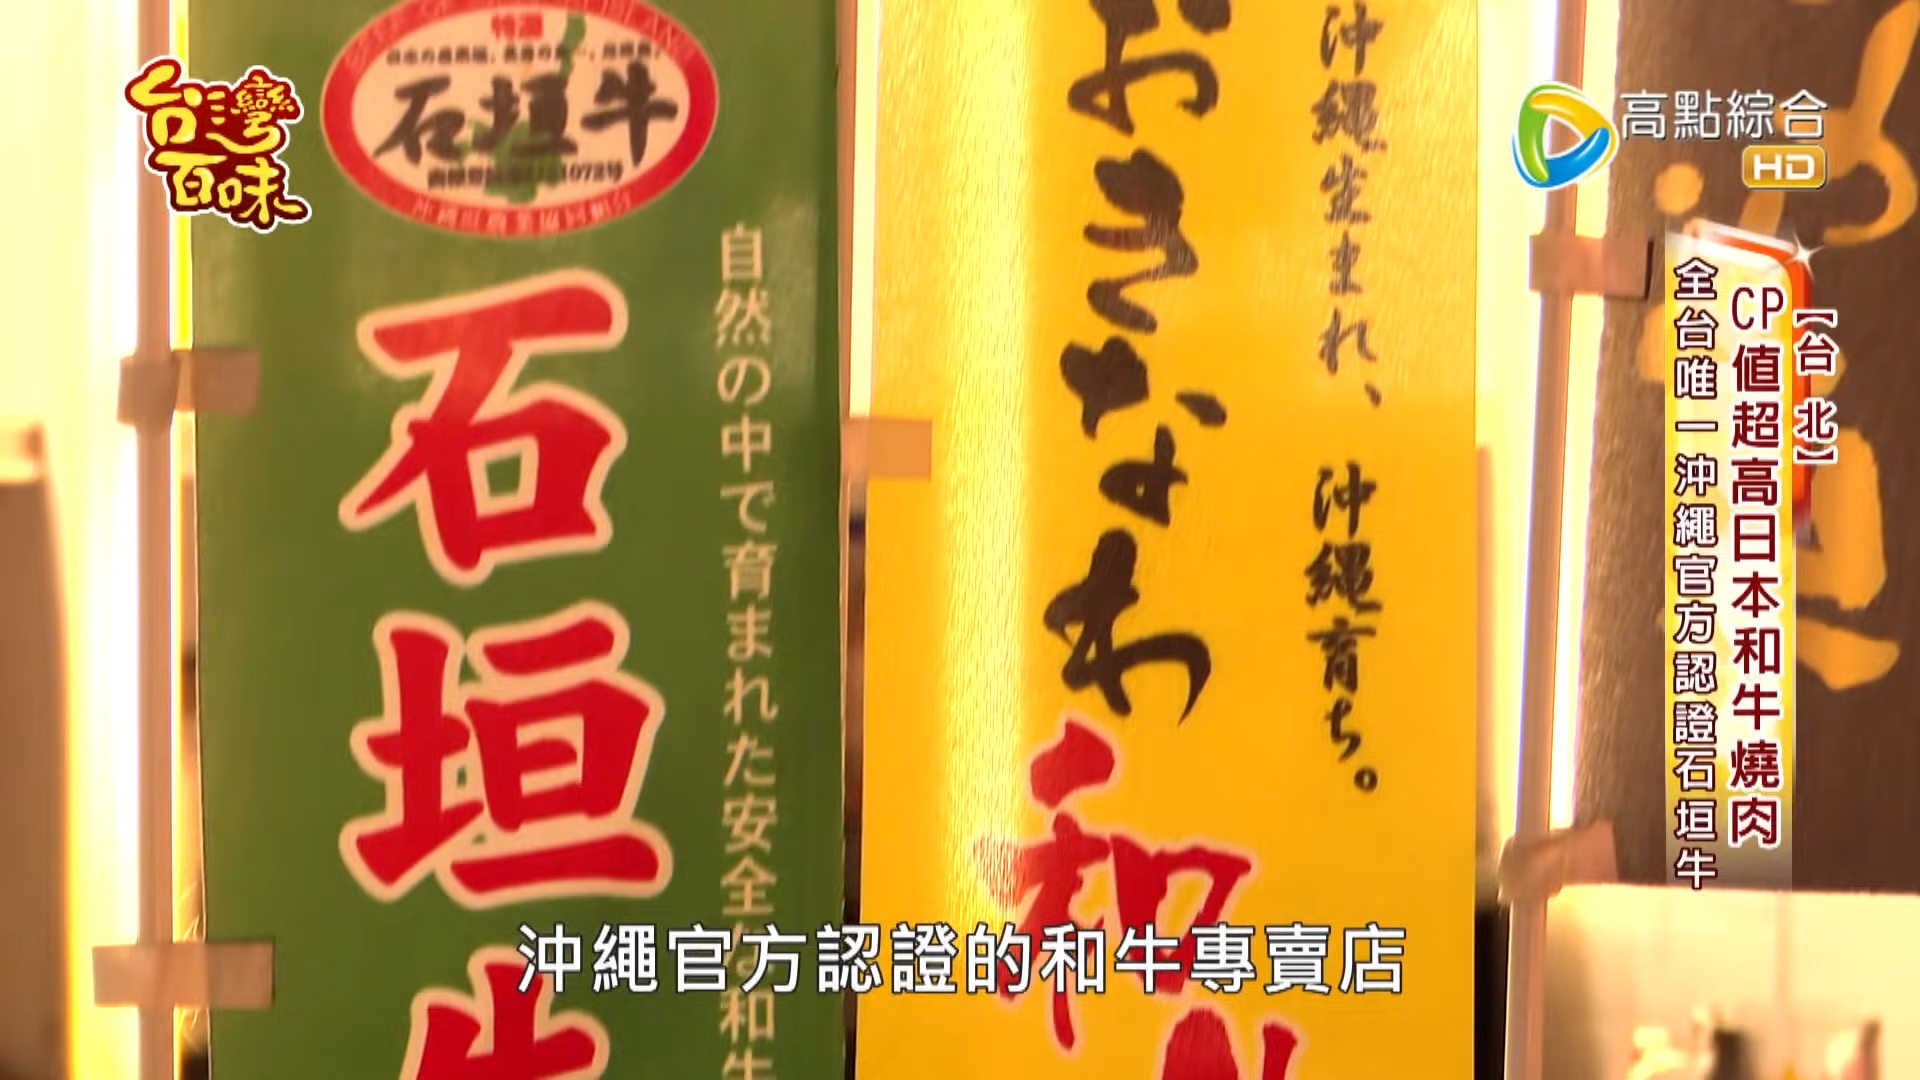 台灣百味
特選
石垣牛
石垣牛
自然の中で育まれた安全な和牛
おきなわ和牛
沖縄生まれ、沖縄育ち。
高點綜合
HD
【台北】
CP值超高日本和牛燒肉
全台唯一沖繩官方認證石垣牛
沖繩官方認證的和牛專賣店